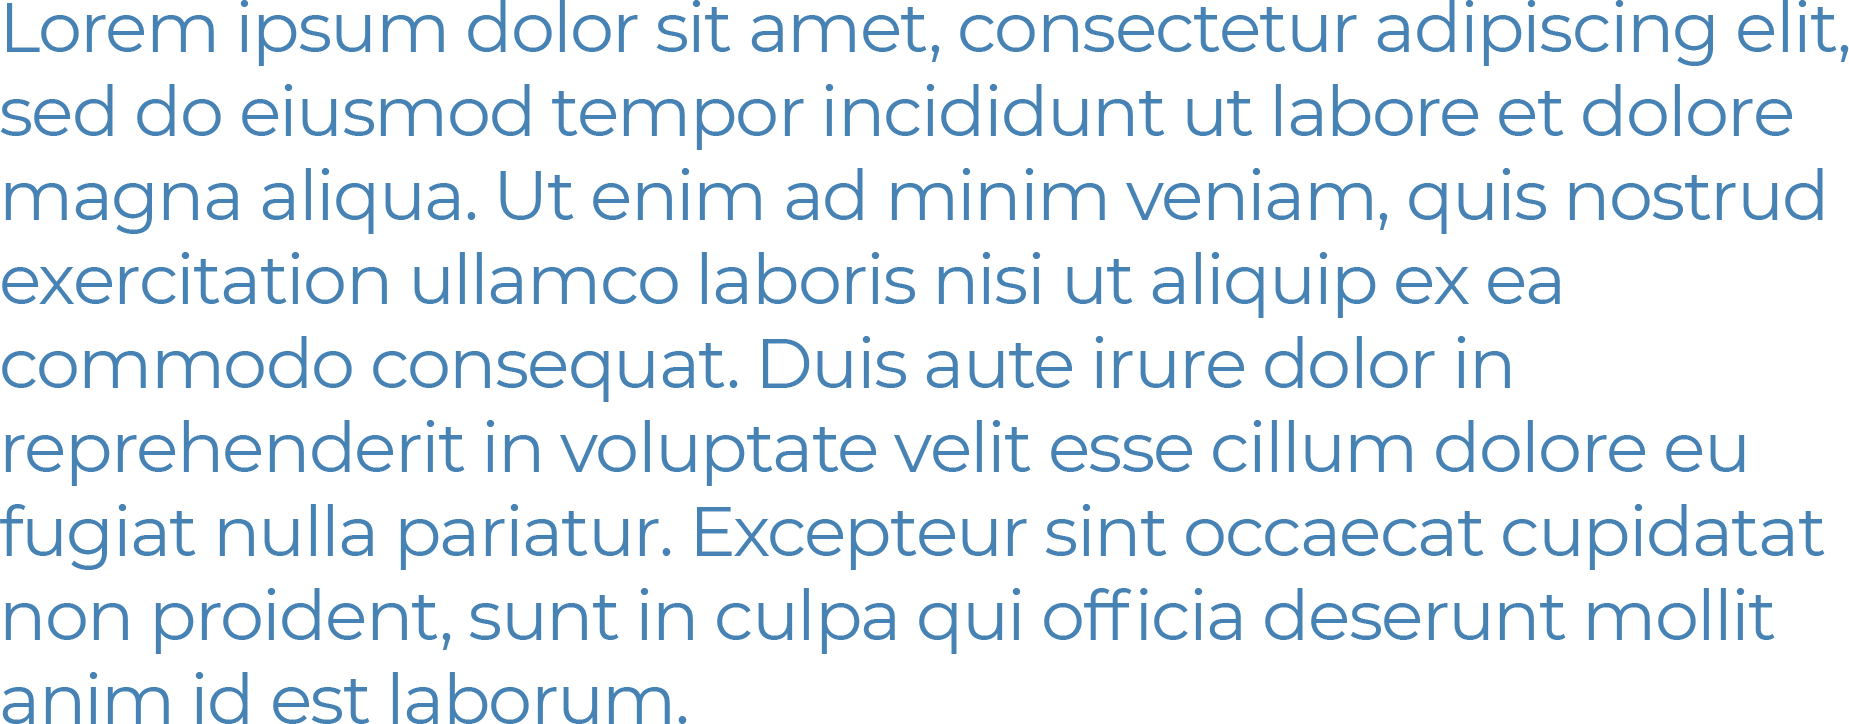 Lorem ipsum dolor sit amet, consectetur adipiscing elit,
sed do eiusmod tempor incididunt ut labore et dolore
magna aliqua. Ut enim ad minim veniam, quis nostrud
exercitation ullamco laboris nisi ut aliquip ex ea
commodo consequat. Duis aute irure dolor in
reprehenderit in voluptate velit esse cillum dolore eu
fugiat nulla pariatur. Excepteur sint occaecat cupidatat
non proident, sunt in culpa qui officia deserunt mollit
anim id est laborum.